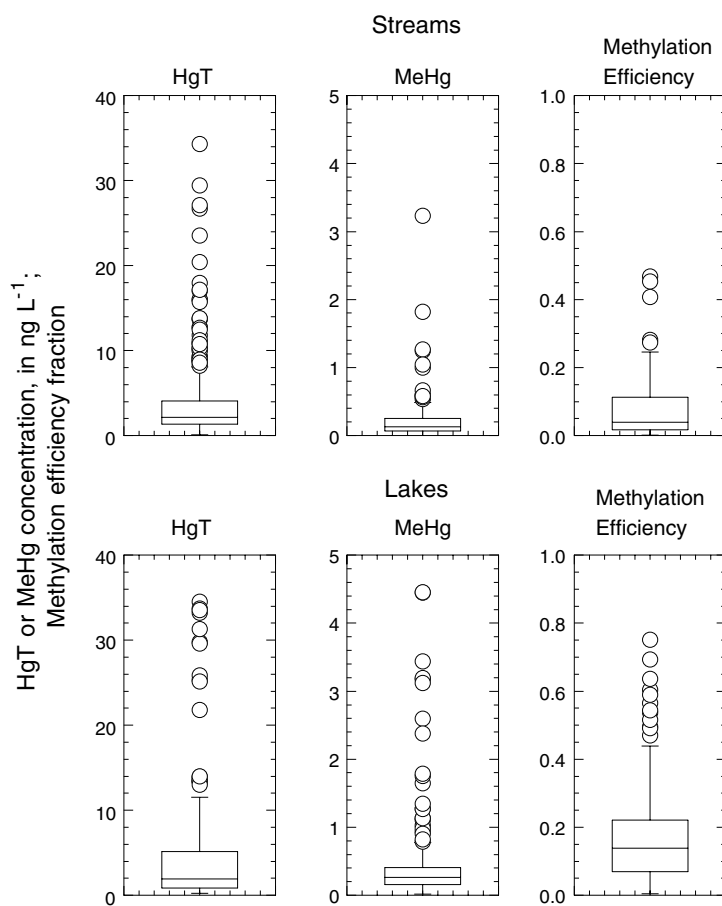 Streams
HgT
MeHg
Methylation
Efficiency
40
30
20
10
0
5
4
3
2
1
0
1.0
0.8
0.6
0.4
0.2
0.0
HgT or MeHg concentration, in ng L⁻¹;
Methylation efficiency fraction
Lakes
HgT
MeHg
Methylation
Efficiency
40
30
20
10
0
5
4
3
2
1
0
1.0
0.8
0.6
0.4
0.2
0.0